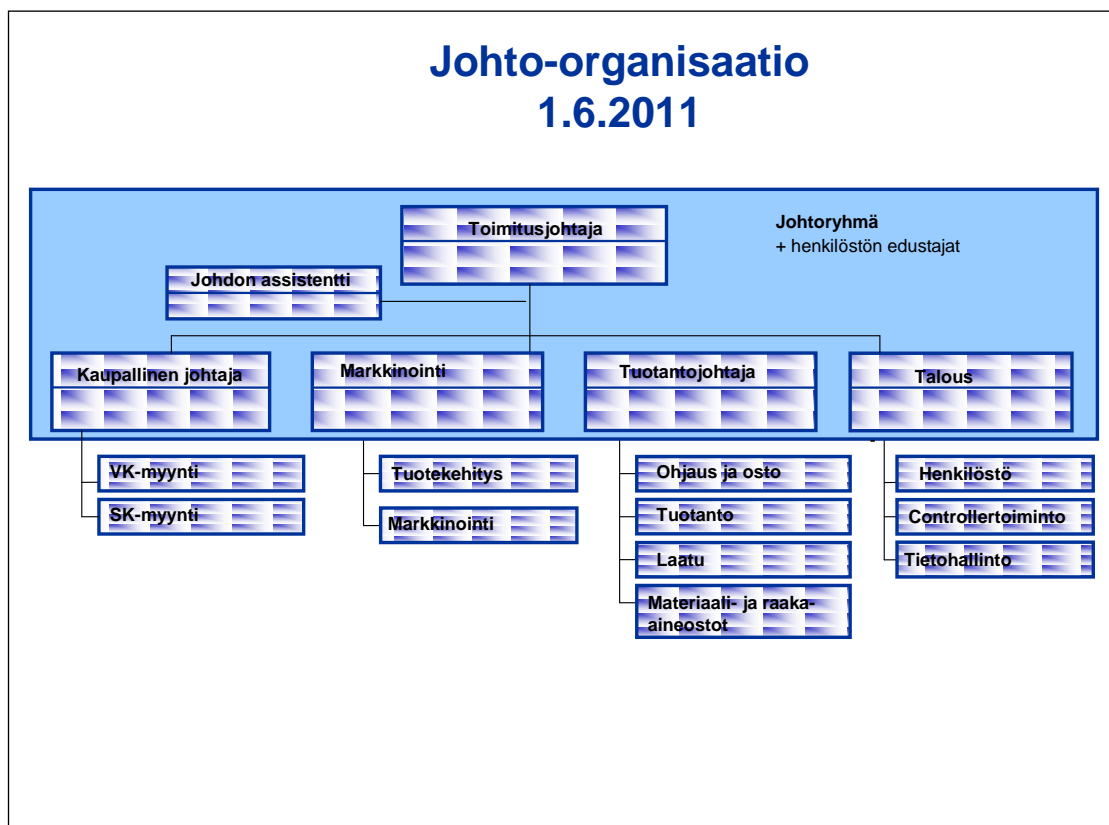 Johto-organisaatio
1.6.2011
Toimitusjohtaja
Johtoryhmä
+ henkilöstön edustajat
Johdon assistentti
Kaupallinen johtaja
Markkinointi
Tuotantojohtaja
Talous
VK-myynti
SK-myynti
Tuotekehitys
Markkinointi
Ohjaus ja osto
Tuotanto
Laatu
Materiaali- ja raaka-
aineostot
Henkilöstö
Controllertoiminto
Tietohallinto